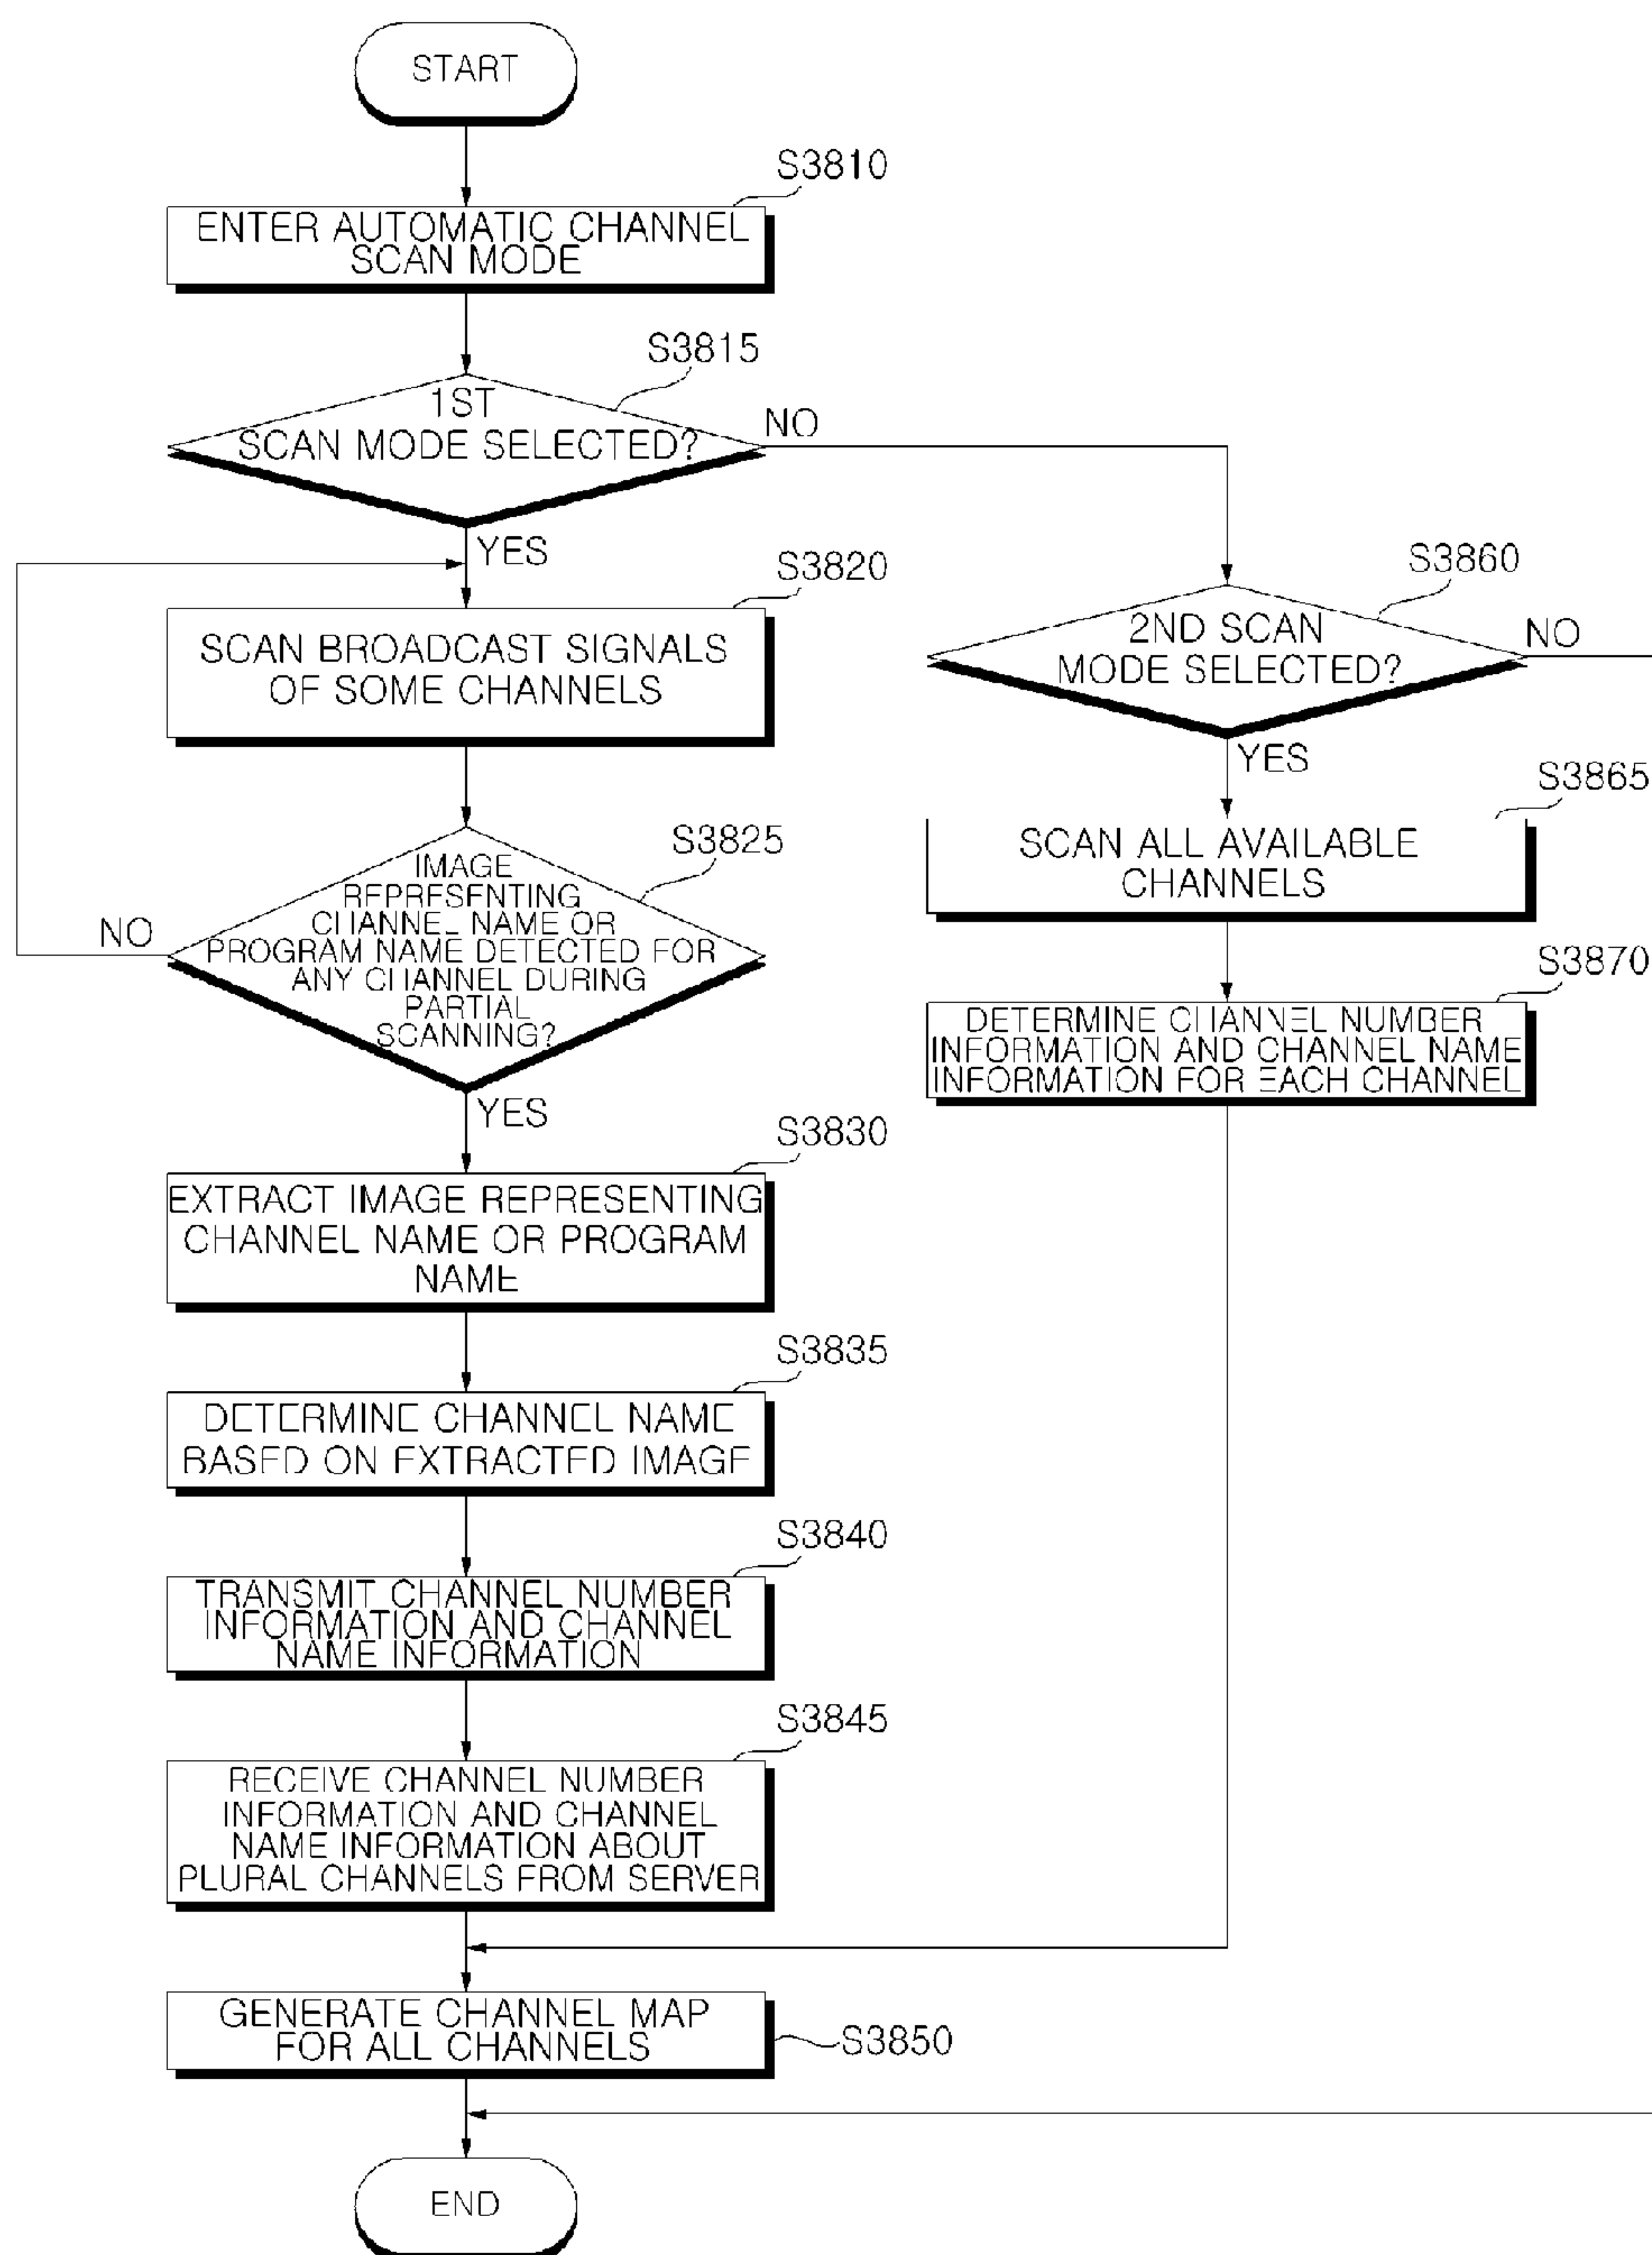 START
S3810
ENTER AUTOMATIC CHANNEL
SCAN MODE
S3815
1ST
SCAN MODE SELECTED?
NO
YES
S3820
SCAN BROADCAST SIGNALS
OF SOME CHANNELS
S3860
2ND SCAN
MODE SELECTED?
NO
YES
S3865
SCAN ALL AVAILABLE
CHANNELS
S3825
IMAGE
REPRESENTING
CHANNEL NAME OR
PROGRAM NAME DETECTED FOR
ANY CHANNEL DURING
PARTIAL
SCANNING?
NO
YES
S3870
DETERMINE CHANNEL NUMBER
INFORMATION AND CHANNEL NAME
INFORMATION FOR EACH CHANNEL
S3830
EXTRACT IMAGE REPRESENTING
CHANNEL NAME OR PROGRAM
NAME
S3835
DETERMINE CHANNEL NAME
BASED ON EXTRACTED IMAGE
S3840
TRANSMIT CHANNEL NUMBER
INFORMATION AND CHANNEL
NAME INFORMATION
S3845
RECEIVE CHANNEL NUMBER
INFORMATION AND CHANNEL
NAME INFORMATION ABOUT
PLURAL CHANNELS FROM SERVER
GENERATE CHANNEL MAP
FOR ALL CHANNELS
S3850
END